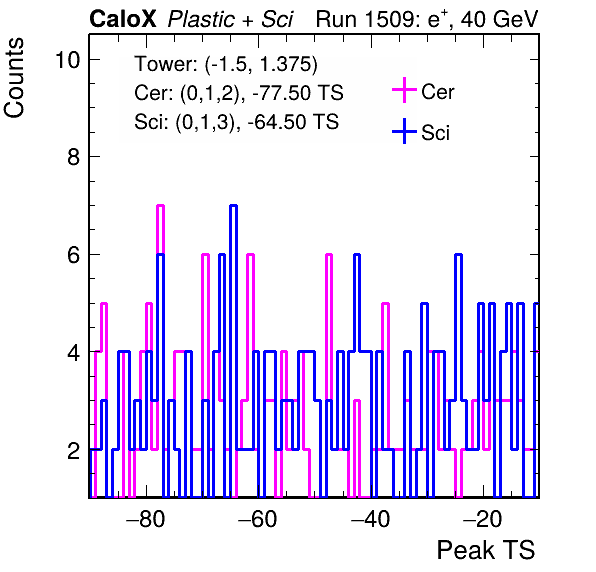 CaloX Plastic + Sci Run 1509: e+, 40 GeV
Tower: (-1.5, 1.375)
Cer: (0,1,2), -77.50 TS
Sci: (0,1,3), -64.50 TS
Cer
Sci
Counts
10
8
6
4
2
−80 −60 −40 −20
Peak TS